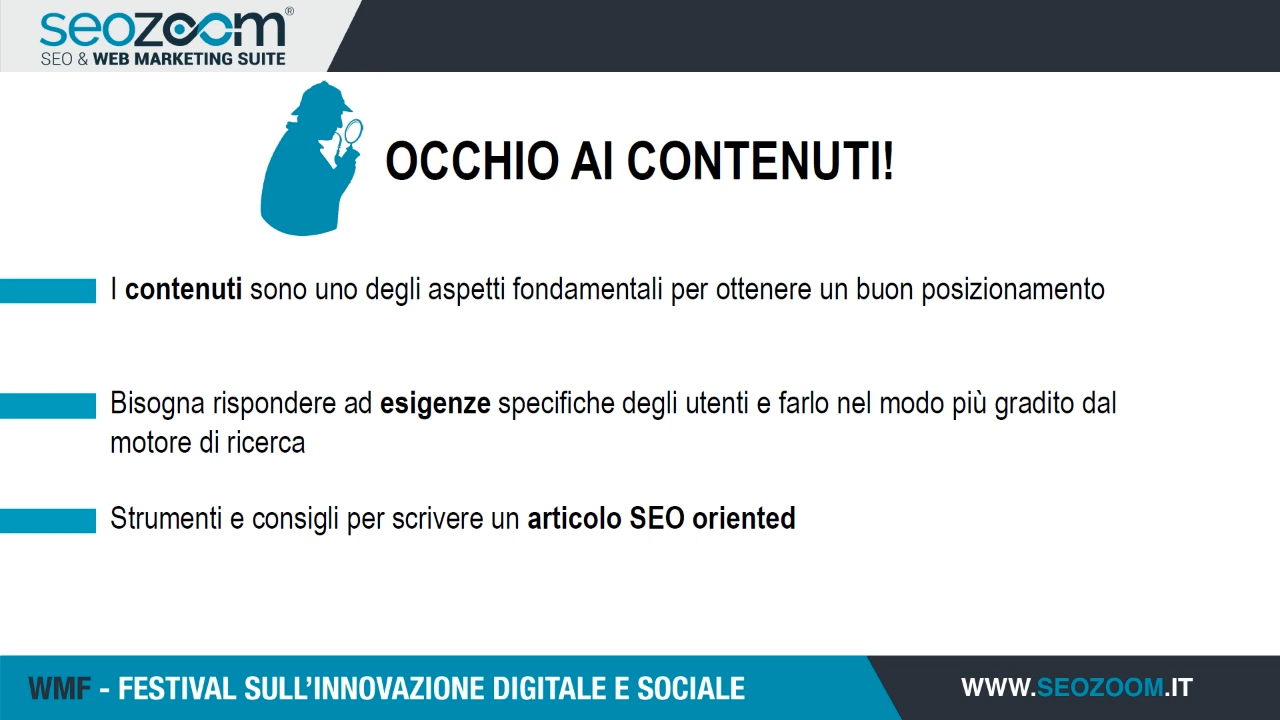 seozoom®
SEO & WEB MARKETING SUITE
OCCHIO AI CONTENUTI!
I contenuti sono uno degli aspetti fondamentali per ottenere un buon posizionamento
Bisogna rispondere ad esigenze specifiche degli utenti e farlo nel modo più gradito dal
motore di ricerca
Strumenti e consigli per scrivere un articolo SEO oriented
WMF - FESTIVAL SULL'INNOVAZIONE DIGITALE E SOCIALE
WWW.SEOZOOM.IT